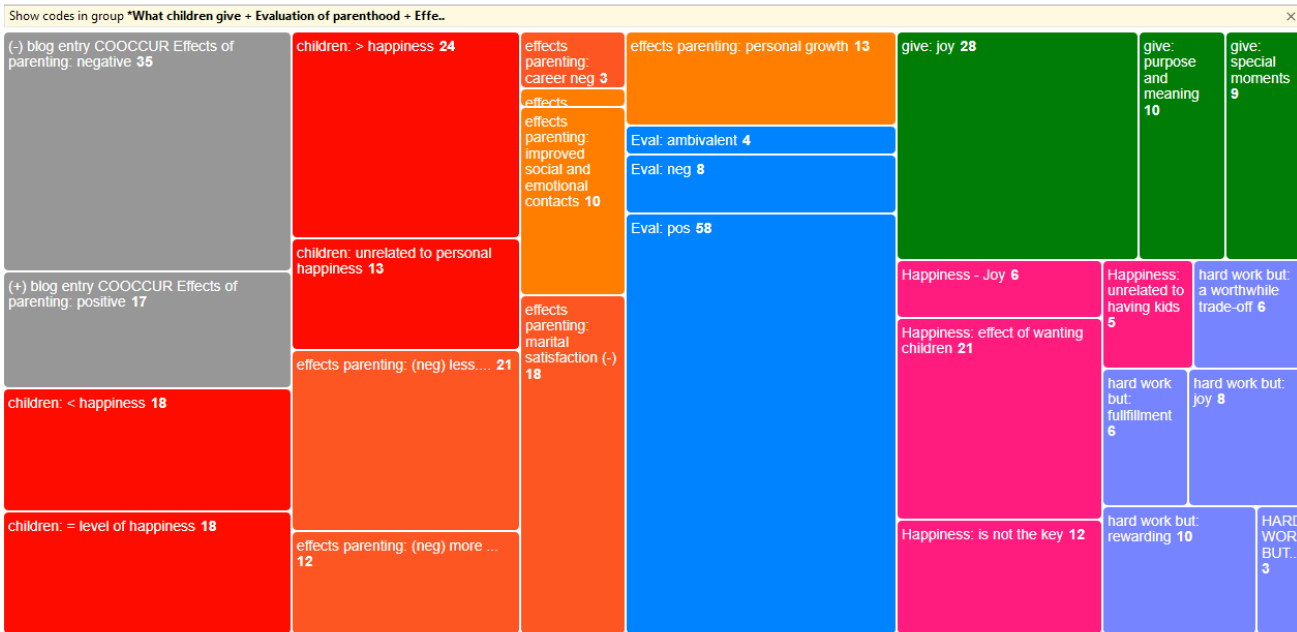 Show codes in group *What children give + Evaluation of parenthood + Effe..
(-) blog entry COOCCUR Effects of
parenting: negative 35
(+) blog entry COOCCUR Effects of
parenting: positive 17
children: < happiness 18
children: = level of happiness 18
children: > happiness 24
children: unrelated to personal
happiness 13
effects parenting: (neg) less.... 21
effects parenting: (neg) more ...
12
effects
parenting:
career neg 3
effects
effects
parenting:
improved
social and
emotional
contacts 10
effects
parenting:
marital
satisfaction (-)
18
effects parenting: personal growth 13
Eval: ambivalent 4
Eval: neg 8
Eval: pos 58
give: joy 28
give:
purpose
and
meaning
10
give:
special
moments
9
Happiness - Joy 6
Happiness: effect of wanting
children 21
Happiness: is not the key 12
Happiness:
unrelated to
having kids
5
hard work but:
a worthwhile
trade-off 6
hard work
but:
fullfillment
6
hard work but:
joy 8
hard work but:
rewarding 10
HARD
WOR
BUT...
3